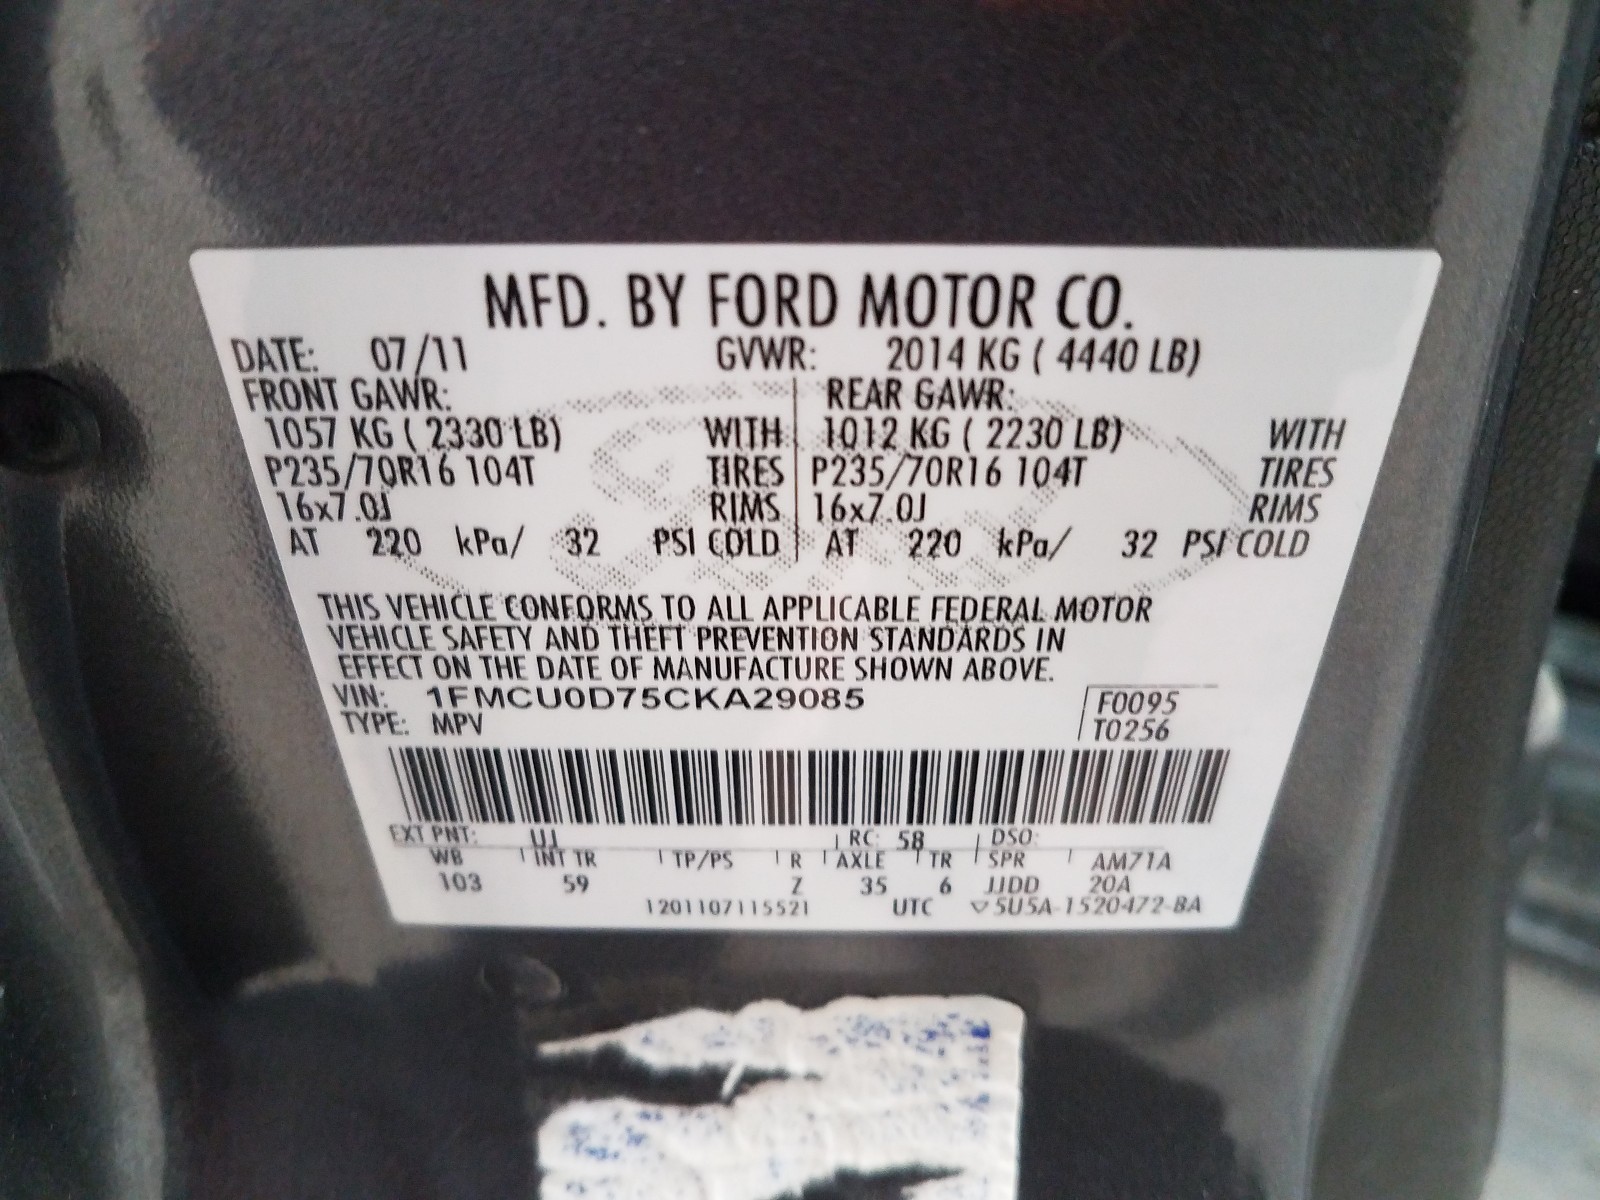 MFD. BY FORD MOTOR CO.
DATE: 07/11 GVWR: 2014 KG ( 4440 LB)
FRONT GAWR: REAR GAWR:
1057 KG ( 2330 LB) WITH 1012 KG ( 2230 LB) WITH
P235/70R16 104T TIRES P235/70R16 104T TIRES
16x7.0J RIMS 16x7.0J RIMS
AT 220 kPa/ 32 PSI COLD AT 220 kPa/ 32 PSI COLD
THIS VEHICLE CONFORMS TO ALL APPLICABLE FEDERAL MOTOR
VEHICLE SAFETY AND THEFT PREVENTION STANDARDS IN
EFFECT ON THE DATE OF MANUFACTURE SHOWN ABOVE.
VIN: 1FMCU0D75CKA29085 F0095
TYPE: MPV T0256
EXT PNT: UJ RC: 58 DSO:
WB INT TR TP/PS R AXLE TR SPR AM71A
103 59 Z 35 6 JJDD 20A
1201107115521 UTC ▽5U5A-1520472-BA